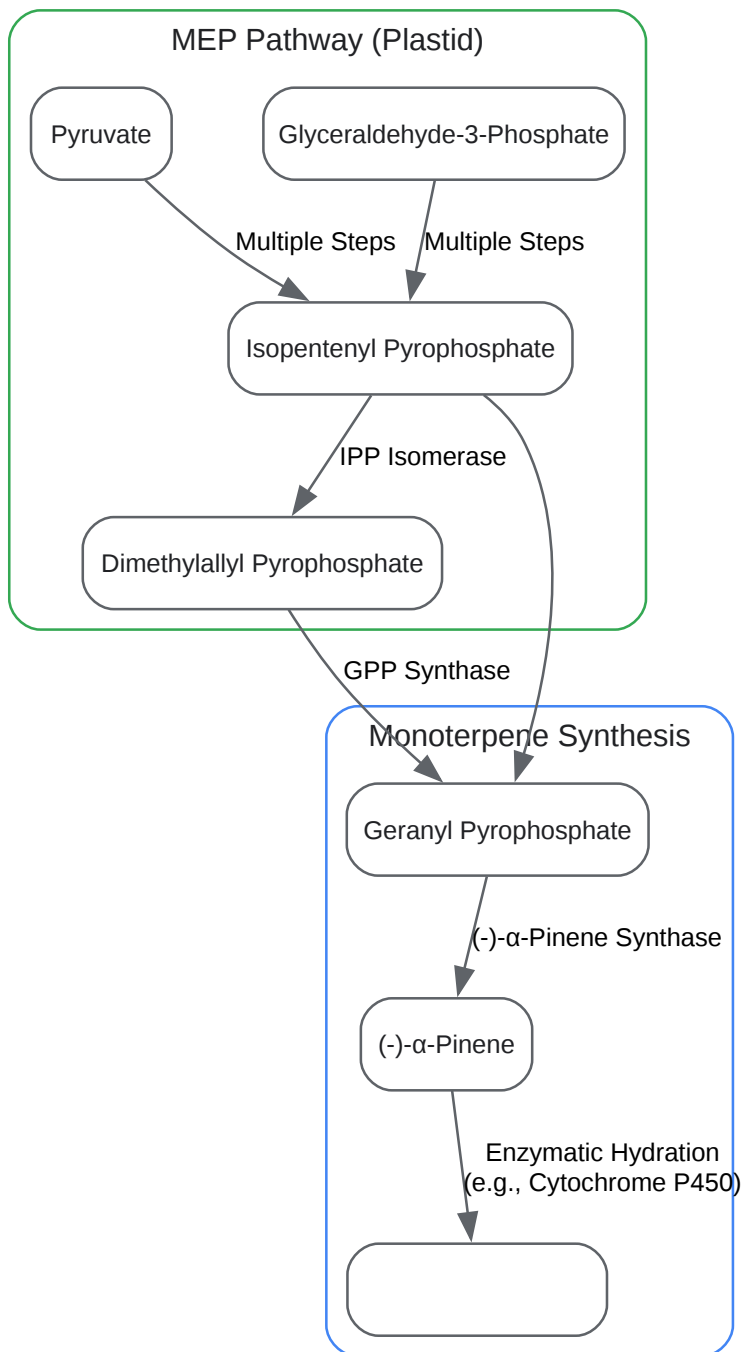 MEP Pathway (Plastid)
Pyruvate
Glyceraldehyde-3-Phosphate
Multiple Steps
Multiple Steps
Isopentenyl Pyrophosphate
IPP Isomerase
Dimethylallyl Pyrophosphate
GPP Synthase
Monoterpene Synthesis
Geranyl Pyrophosphate
(-)-α-Pinene Synthase
(-)-α-Pinene
Enzymatic Hydration
(e.g., Cytochrome P450)